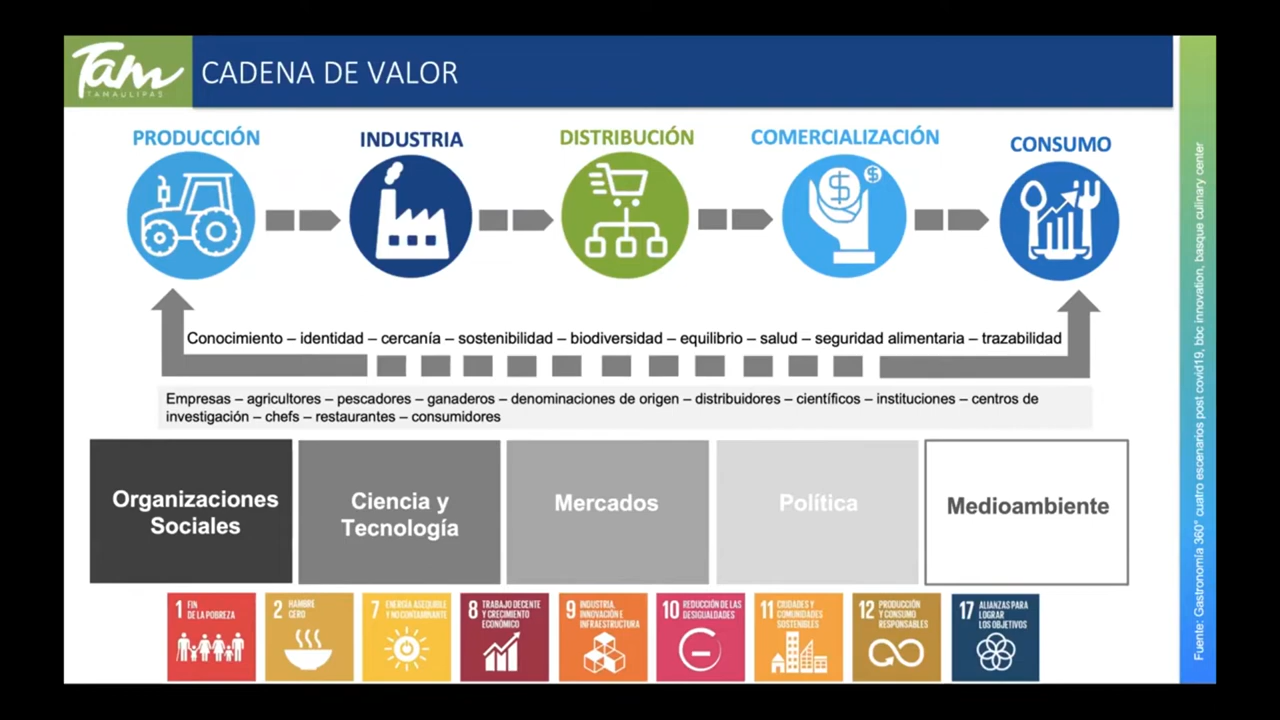 Tam
TAMAULIPAS
CADENA DE VALOR
PRODUCCIÓN
INDUSTRIA
DISTRIBUCIÓN
COMERCIALIZACIÓN
CONSUMO
$
$
Conocimiento – identidad – cercanía – sostenibilidad – biodiversidad – equilibrio – salud – seguridad alimentaria – trazabilidad
Empresas – agricultores – pescadores – ganaderos – denominaciones de origen – distribuidores – científicos – instituciones – centros de
investigación – chefs – restaurantes – consumidores
Organizaciones
Sociales
Ciencia y
Tecnología
Mercados
Política
Medioambiente
1 FIN
DE LA POBREZA
2 HAMBRE
CERO
7 ENERGÍA ASEQUIBLE
Y NO CONTAMINANTE
8 TRABAJO DECENTE
Y CRECIMIENTO
ECONÓMICO
9 INDUSTRIA,
INNOVACIÓN E
INFRAESTRUCTURA
10 REDUCCIÓN DE LAS
DESIGUALDADES
11 CIUDADES Y
COMUNIDADES
SOSTENIBLES
12 PRODUCCIÓN
Y CONSUMO
RESPONSABLES
17 ALIANZAS PARA
LOGRAR
LOS OBJETIVOS
Fuente: Gastronomía 360° cuatro escenarios post covid19, bbc innovation, basque culinary center